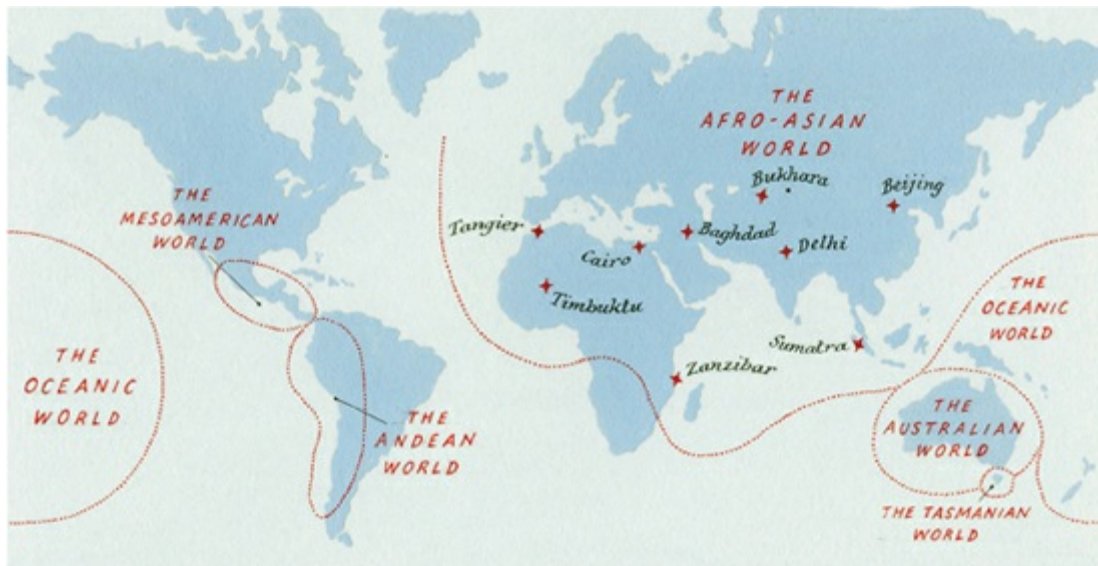 THE
AFRO-ASIAN
WORLD
Bukhara
Beijing
THE
MESOAMERICAN
WORLD
Tangier
Baghdad
Delhi
Cairo
Timbuktu
THE
OCEANIC
WORLD
Sumatra
Zanzibar
THE
OCEANIC
WORLD
THE
ANDEAN
WORLD
THE
AUSTRALIAN
WORLD
THE TASMANIAN
WORLD